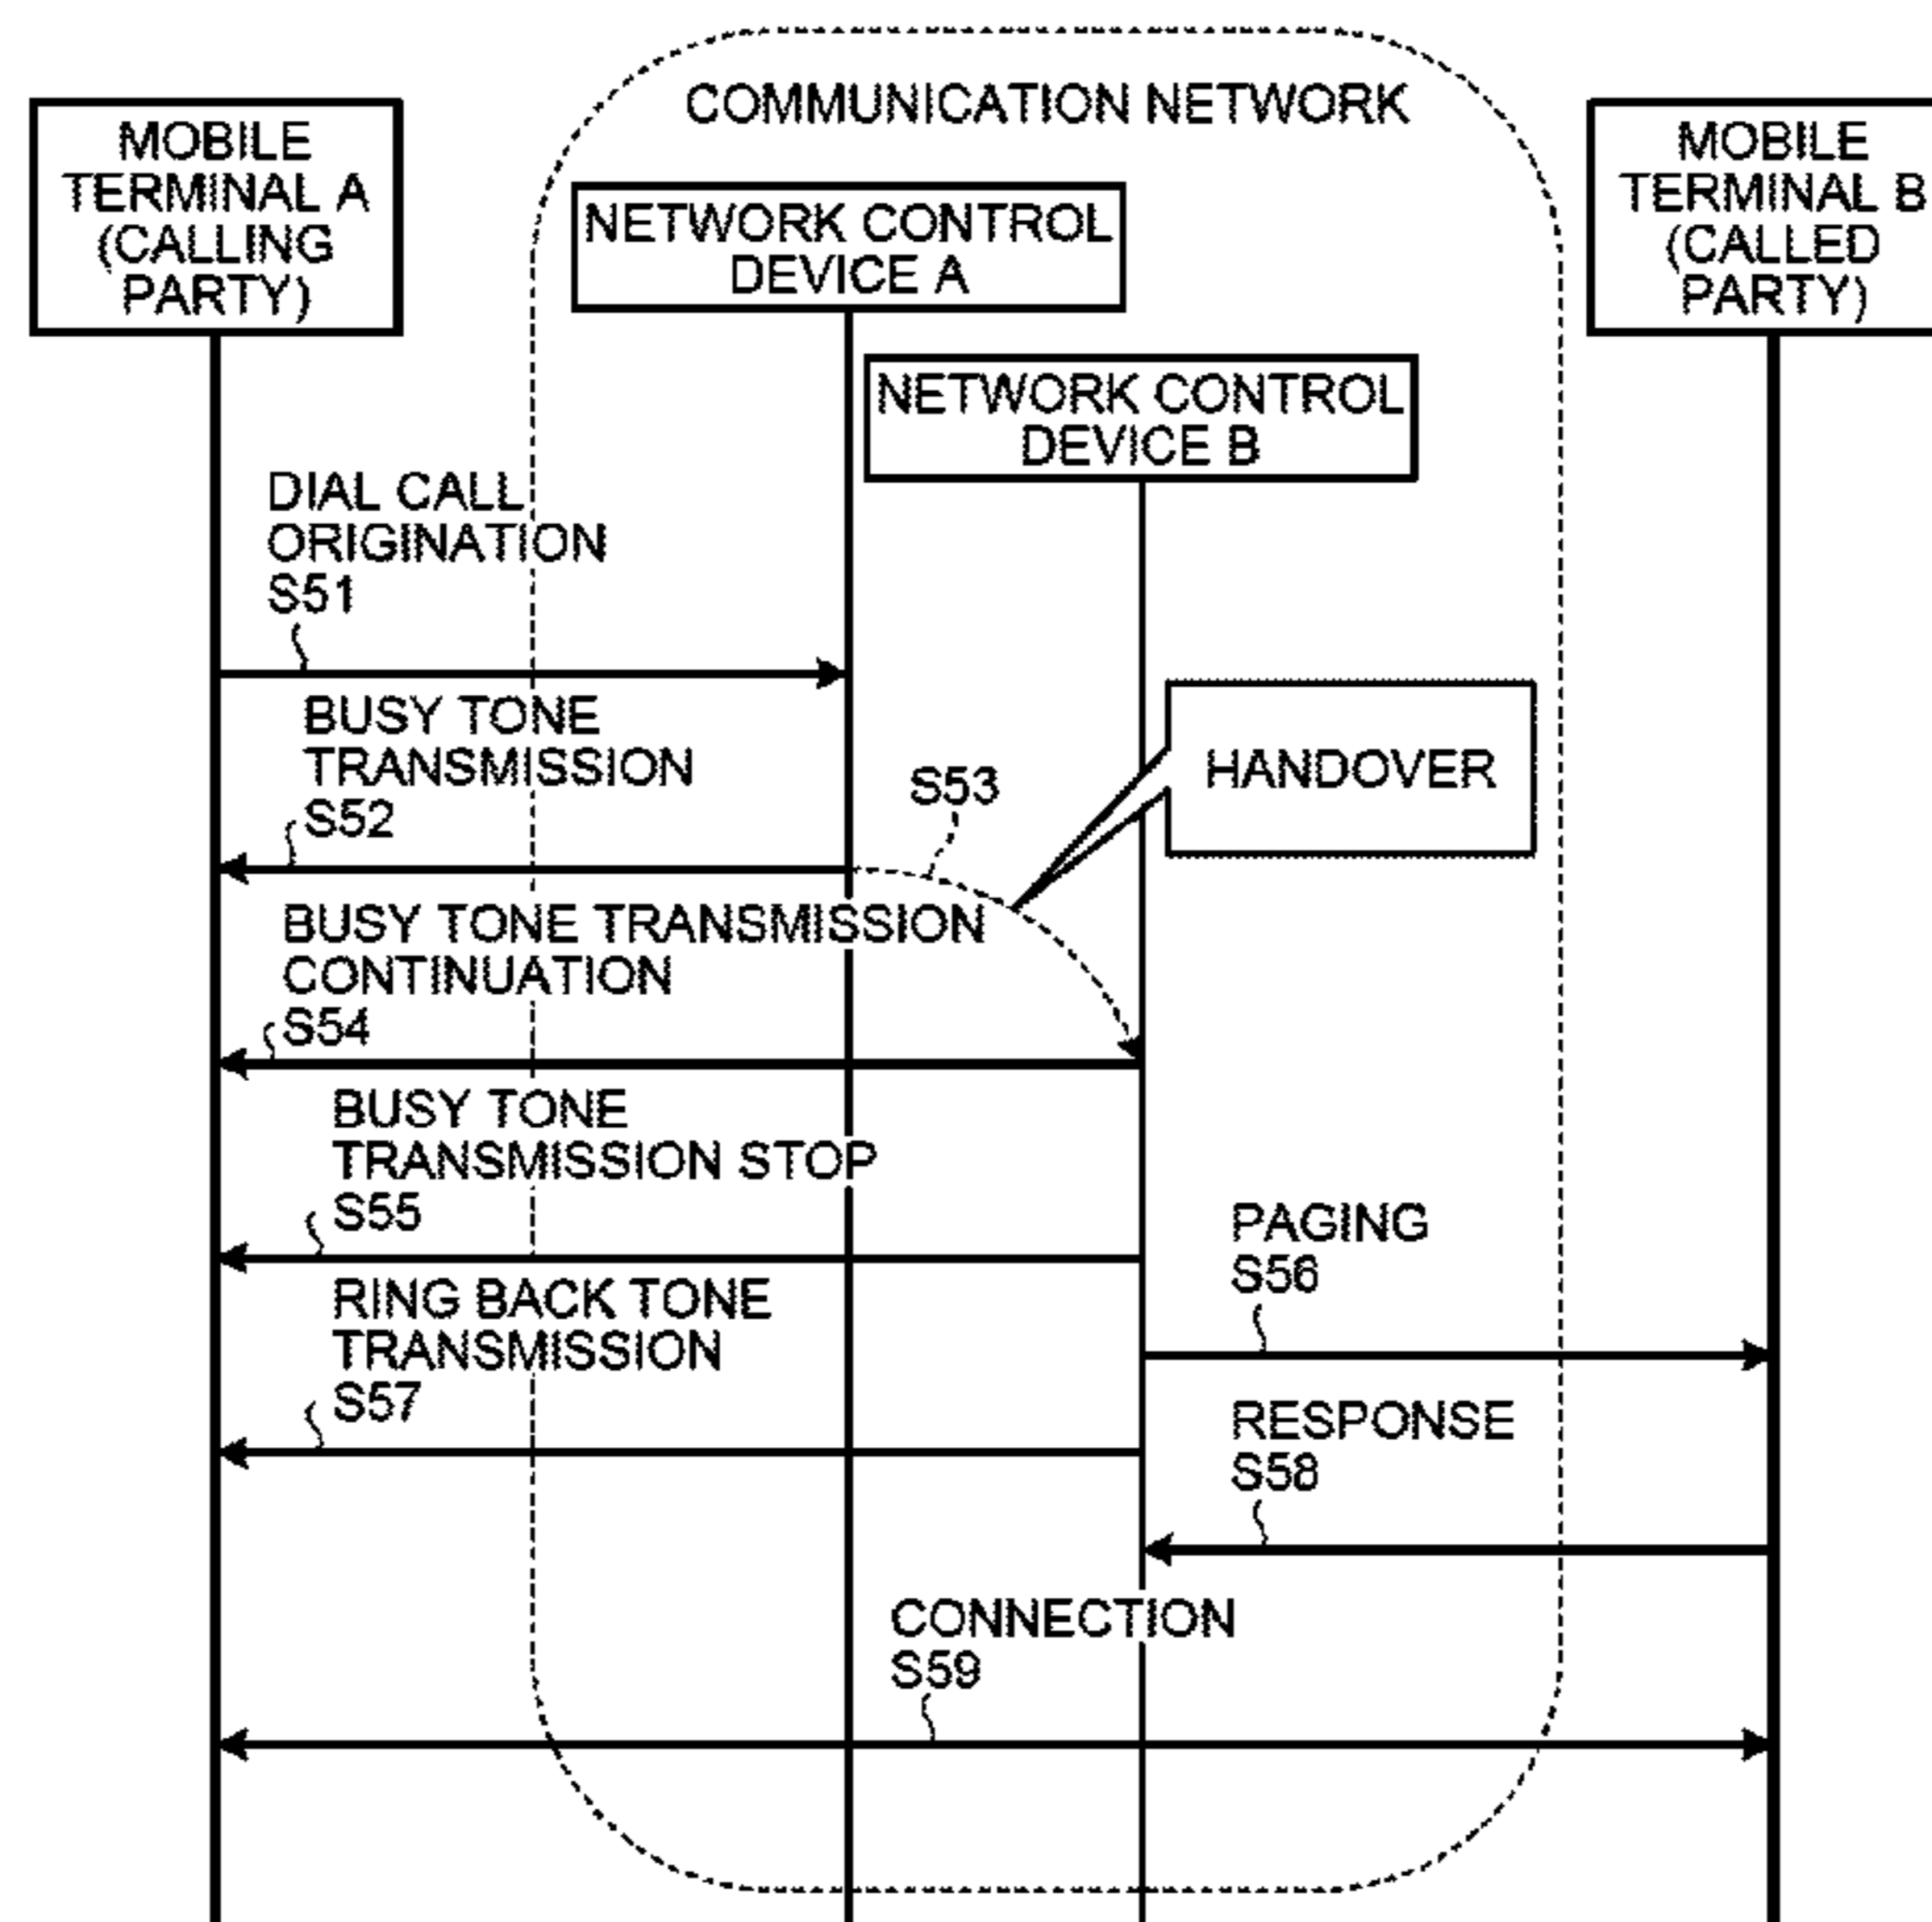 COMMUNICATION NETWORK
MOBILE
TERMINAL A
(CALLING
PARTY)
MOBILE
TERMINAL B
(CALLED
PARTY)
NETWORK CONTROL
DEVICE A
NETWORK CONTROL
DEVICE B
DIAL CALL
ORIGINATION
S51
BUSY TONE
TRANSMISSION
S52
S53
HANDOVER
BUSY TONE TRANSMISSION
CONTINUATION
S54
BUSY TONE
TRANSMISSION STOP
S55
PAGING
S56
RING BACK TONE
TRANSMISSION
S57
RESPONSE
S58
CONNECTION
S59